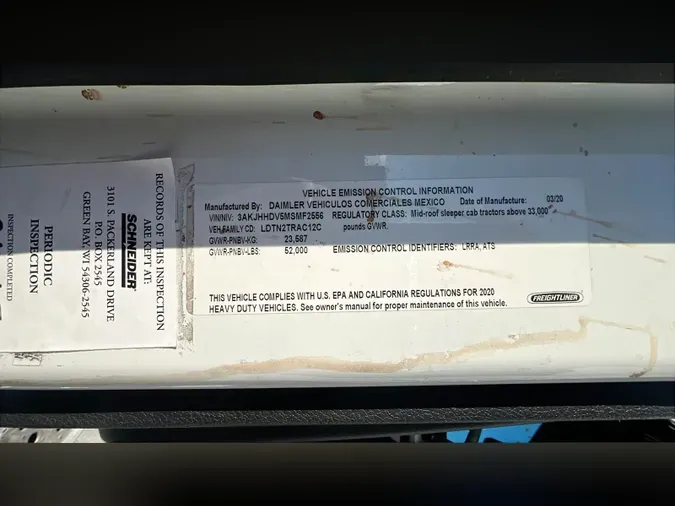 RECORDS OF THIS INSPECTION
ARE KEPT AT:
SCHNEIDER
3101 S. PACKERLAND DRIVE
P.O. BOX 2545
GREEN BAY, WI 54306-2545
PERIODIC
INSPECTION
INSPECTION COMPLETED
VEHICLE EMISSION CONTROL INFORMATION
Manufactured By: DAIMLER VEHICULOS COMERCIALES MEXICO Date of Manufacture: 03/20
VIN/NIV: 3AKJHHDV5MSMF2566 REGULATORY CLASS: Mid-roof sleeper cab tractors above 33,000
VEH.FAMILY CD: LDTN2TRAC12C pounds GVWR.
GVWR-PNBV-KG: 23,587
GVWR-PNBV-LBS: 52,000 EMISSION CONTROL IDENTIFIERS: LRRA, ATS
THIS VEHICLE COMPLIES WITH U.S. EPA AND CALIFORNIA REGULATIONS FOR 2020
HEAVY DUTY VEHICLES. See owner's manual for proper maintenance of this vehicle.
FREIGHTLINER